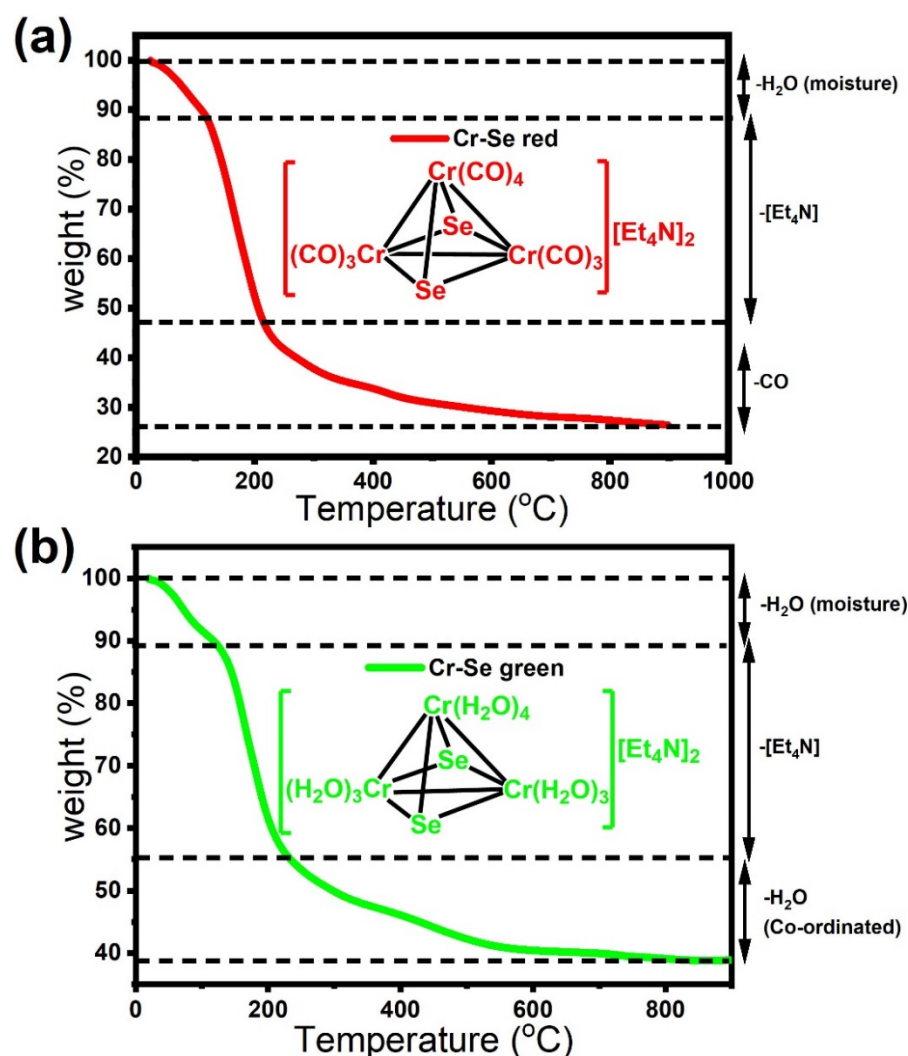 (a)
100
90
80
70
60
50
40
30
20
weight (%)
Cr-Se red
Cr(CO)₄
Se
(CO)₃Cr
Cr(CO)₃
Se
[Et₄N]₂
-H₂O (moisture)
-[Et₄N]
-CO
0 200 400 600 800 1000
Temperature (°C)
(b)
100
90
80
70
60
50
40
weight (%)
Cr-Se green
Cr(H₂O)₄
Se
(H₂O)₃Cr
Cr(H₂O)₃
Se
[Et₄N]₂
-H₂O (moisture)
-[Et₄N]
-H₂O
(Co-ordinated)
0 200 400 600 800
Temperature (°C)